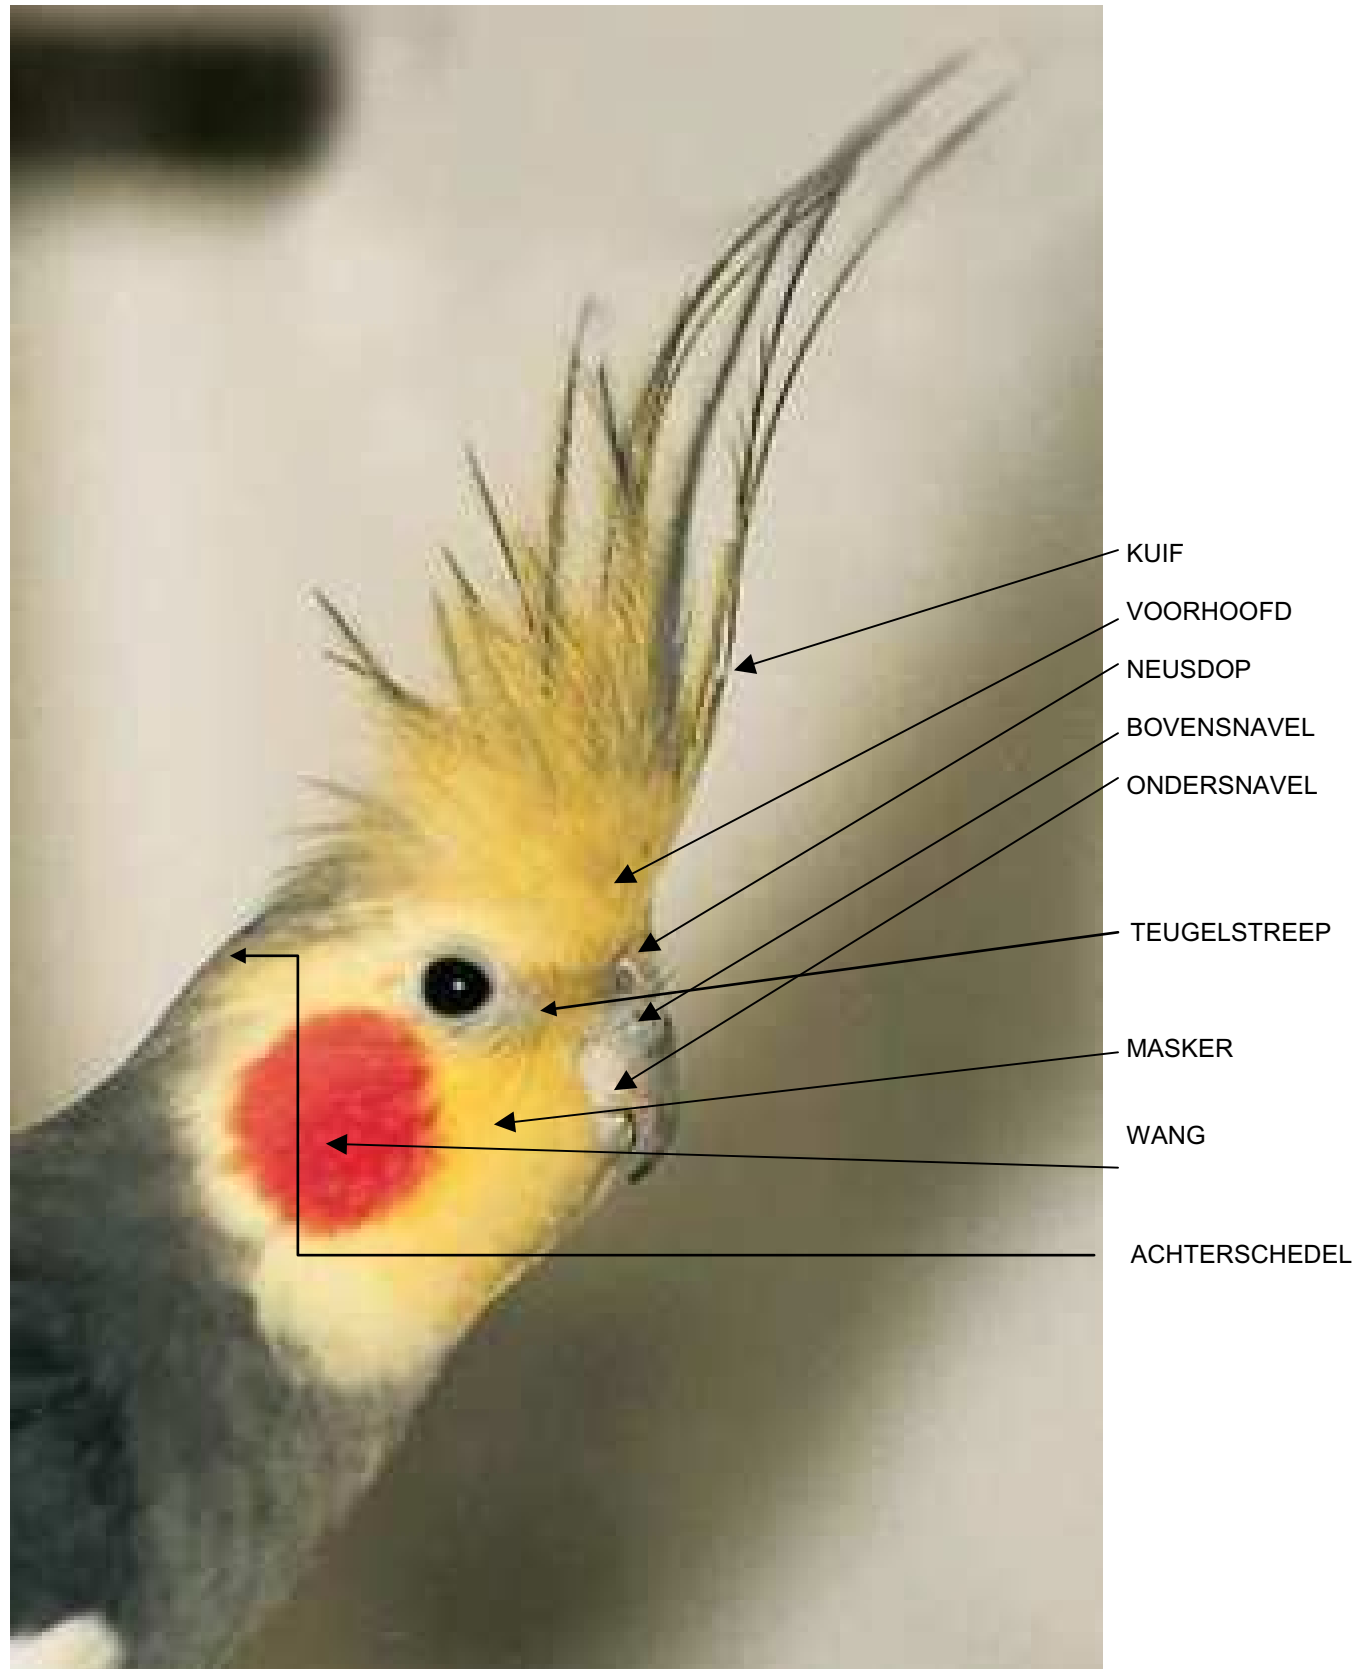 KUIF
VOORHOOFD
NEUSDOP
BOVENSNAVEL
ONDERSNAVEL
TEUGELSTREEP
MASKER
WANG
ACHTERSCHEDEL